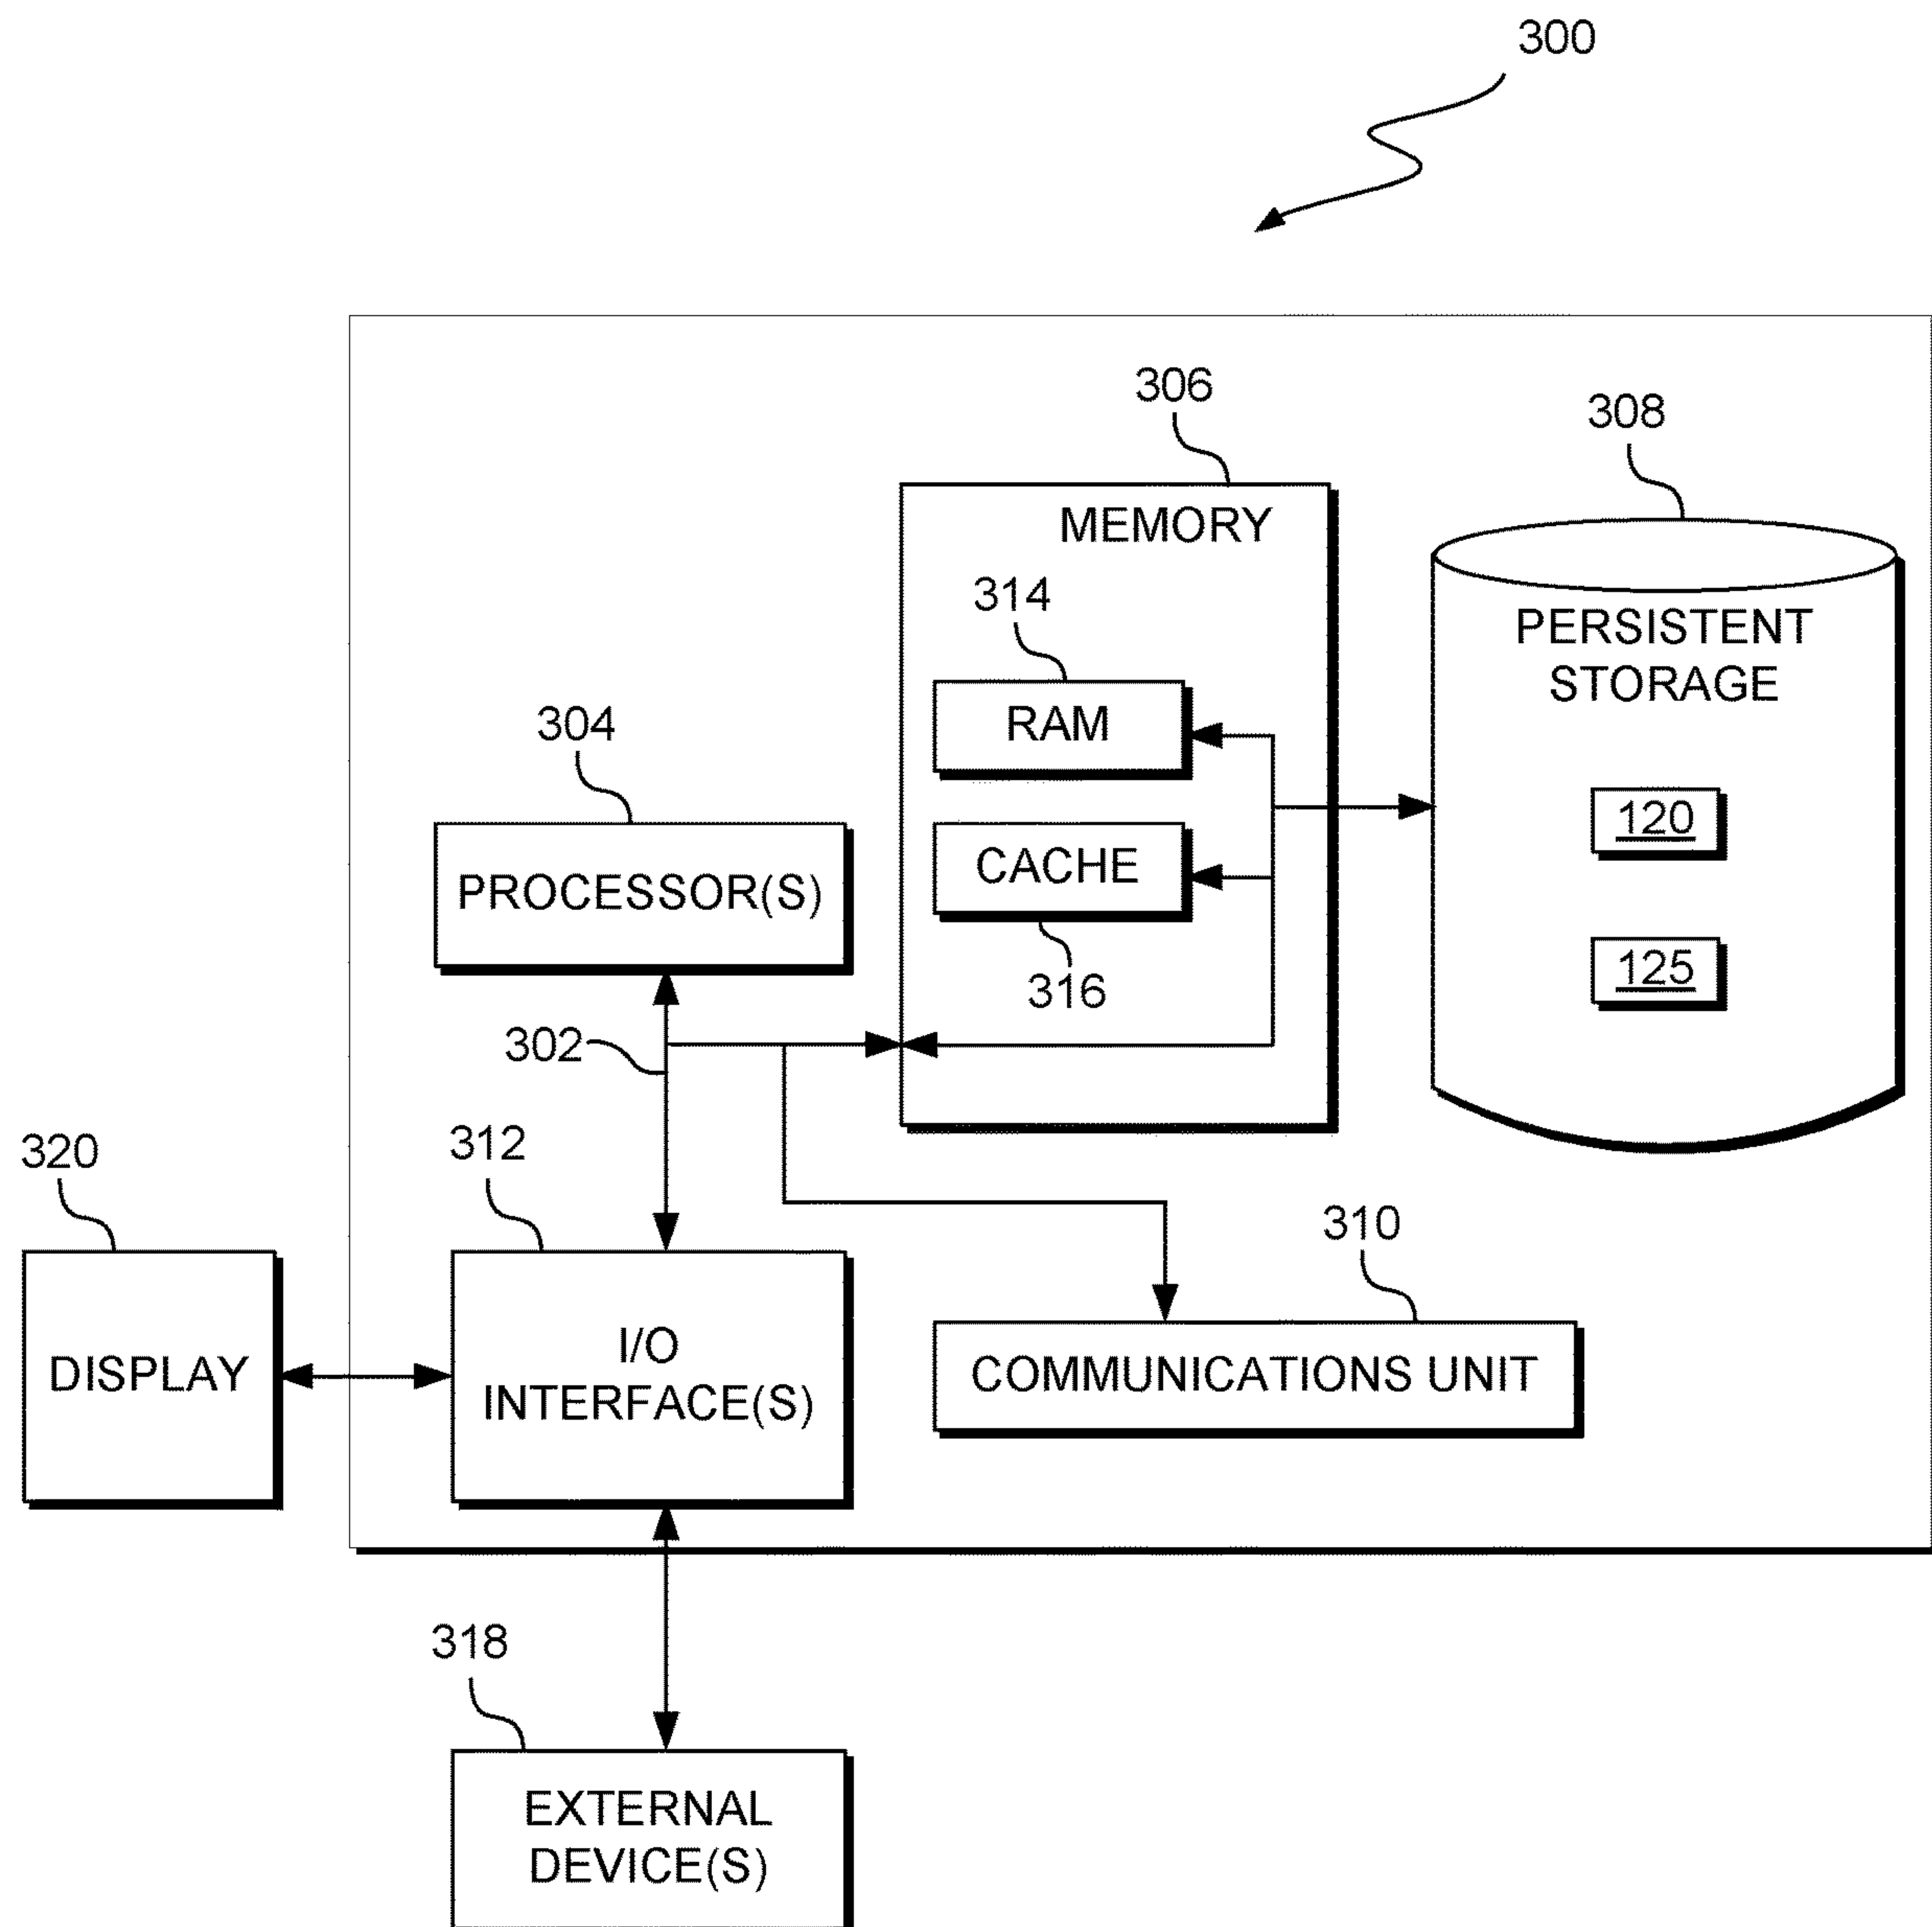 300
306
308
MEMORY
314
PERSISTENT
STORAGE
RAM
304
120
CACHE
PROCESSOR(S)
125
316
302
320
312
310
I/O
INTERFACE(S)
DISPLAY
COMMUNICATIONS UNIT
318
EXTERNAL
DEVICE(S)